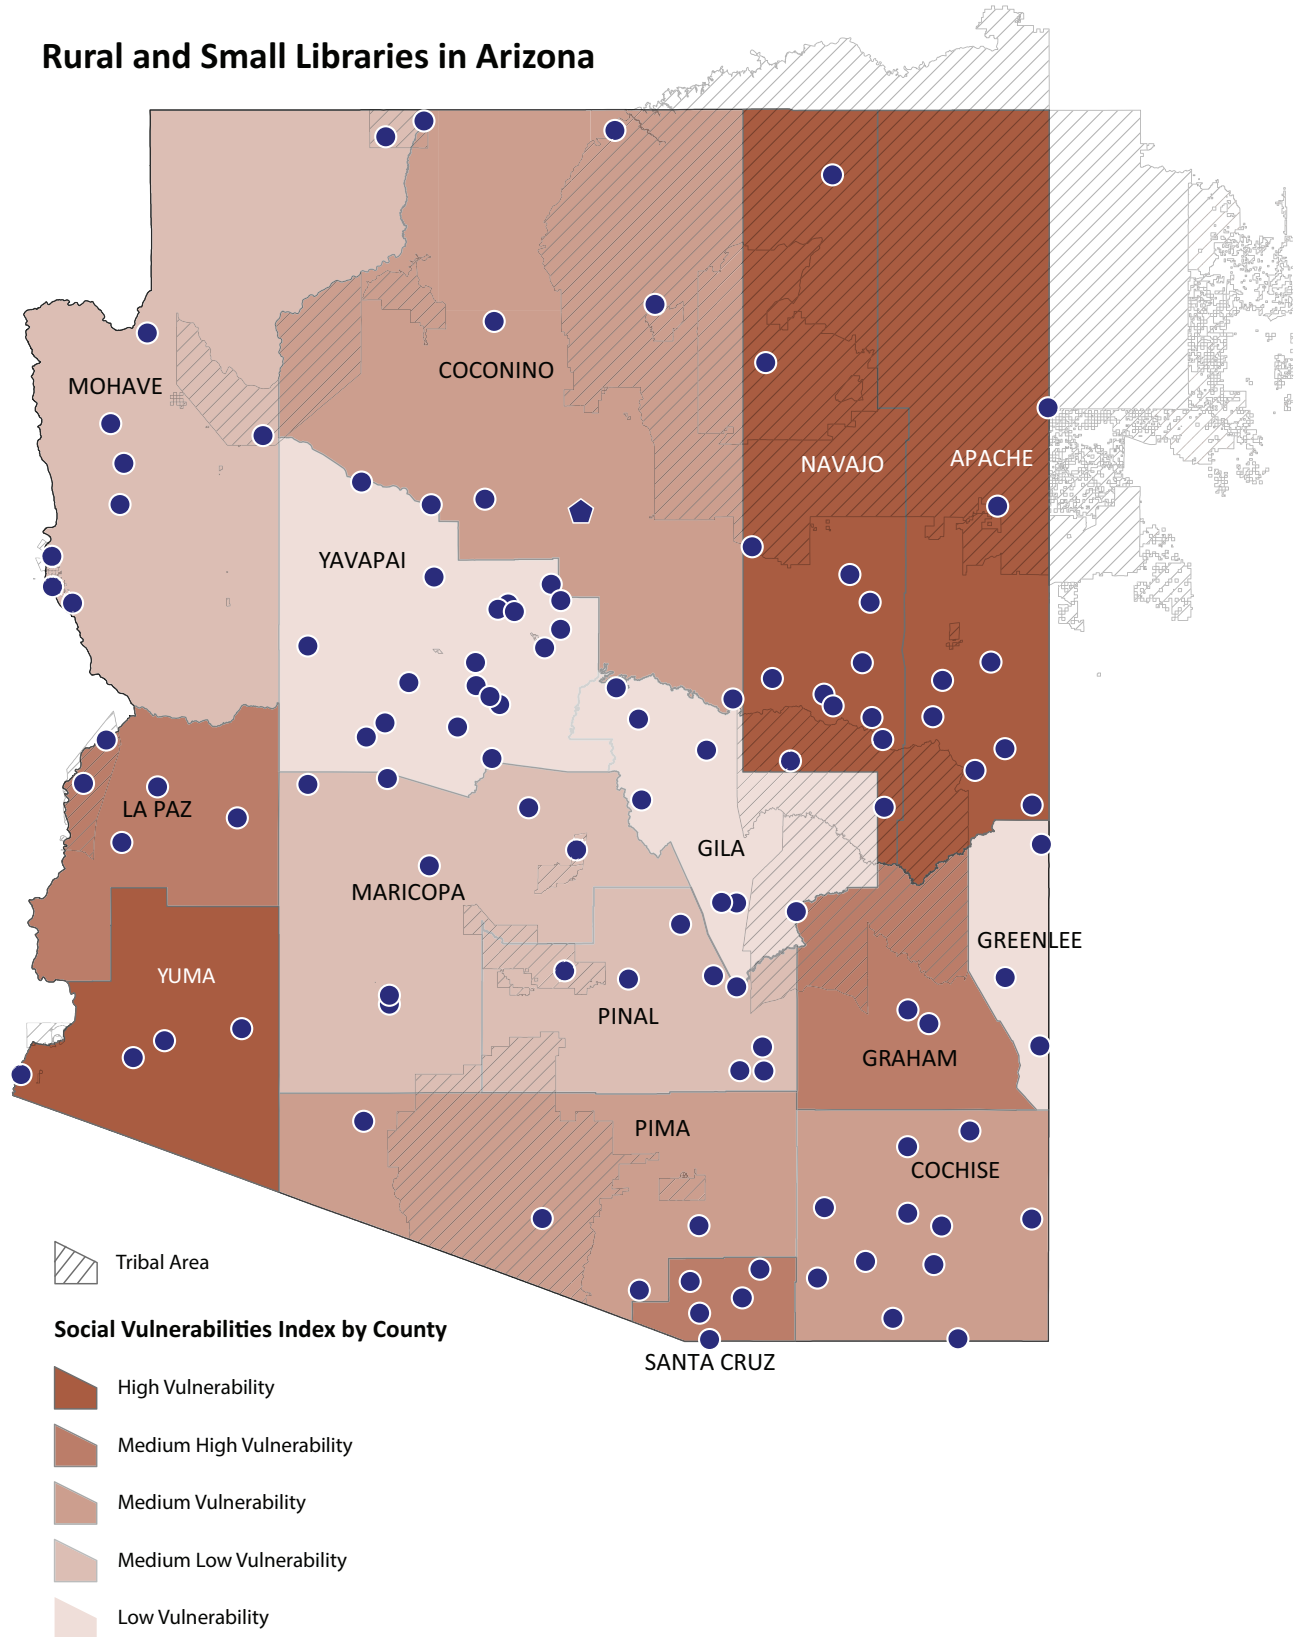 Rural and Small Libraries in Arizona
COCONINO
MOHAVE
NAVAJO
APACHE
YAVAPAI
LA PAZ
GILA
MARICOPA
GREENLEE
YUMA
PINAL
GRAHAM
PIMA
COCHISE
SANTA CRUZ
Tribal Area
Social Vulnerabilities Index by County
High Vulnerability
Medium High Vulnerability
Medium Vulnerability
Medium Low Vulnerability
Low Vulnerability